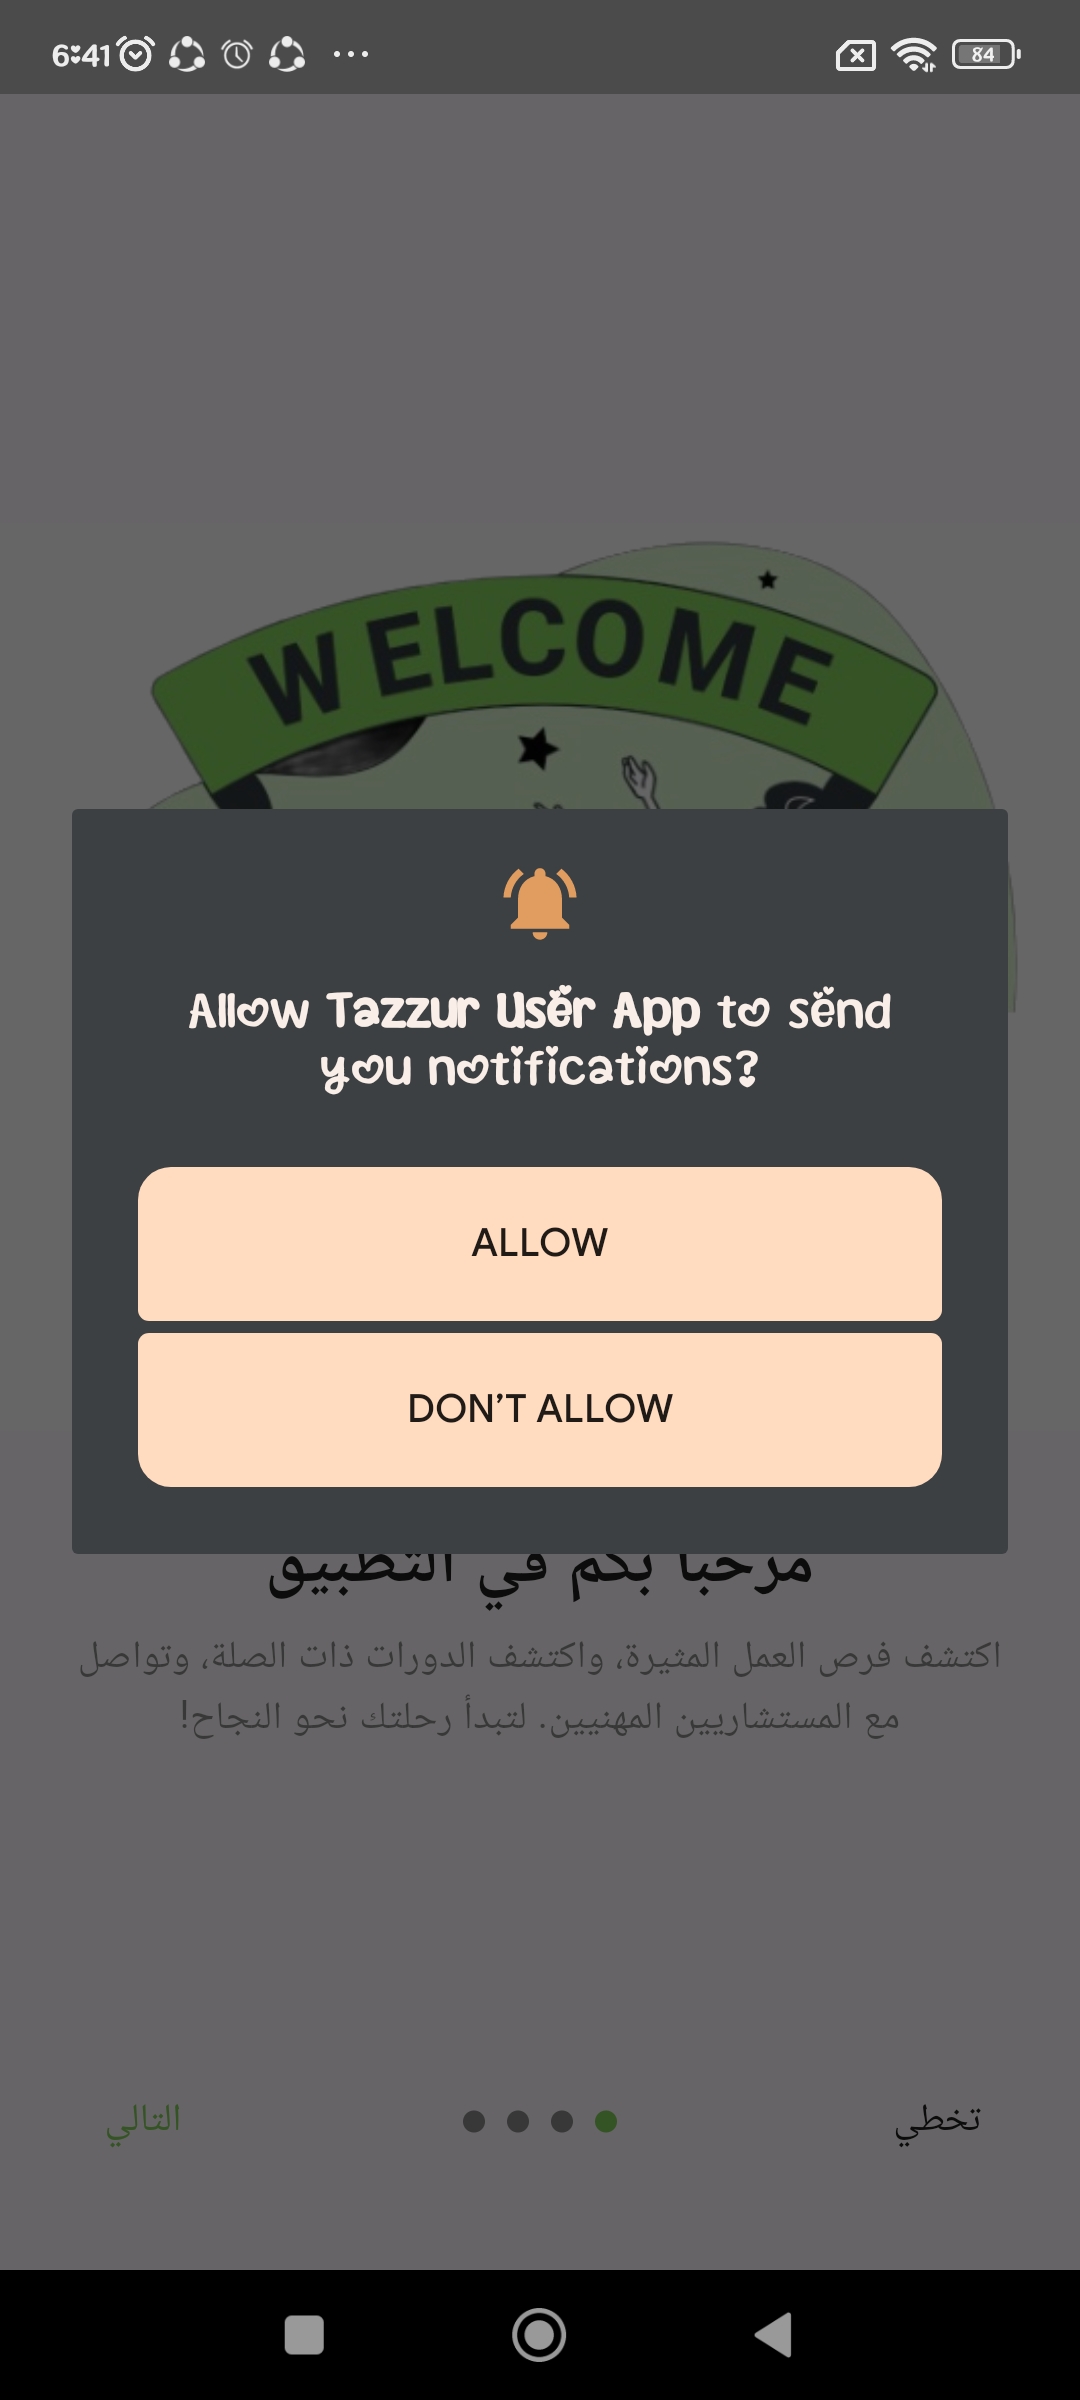 6:41
84
WELCOME
Allow Tazzur User App to send
you notifications?
ALLOW
DON’T ALLOW
مرحبا بكم في التطبيق
اكتشف فرص العمل المثيرة، واكتشف الدورات ذات الصلة، وتواصل
مع المستشاريين المهنيين. لتبدأ رحلتك نحو النجاح!
تخطي
التالي